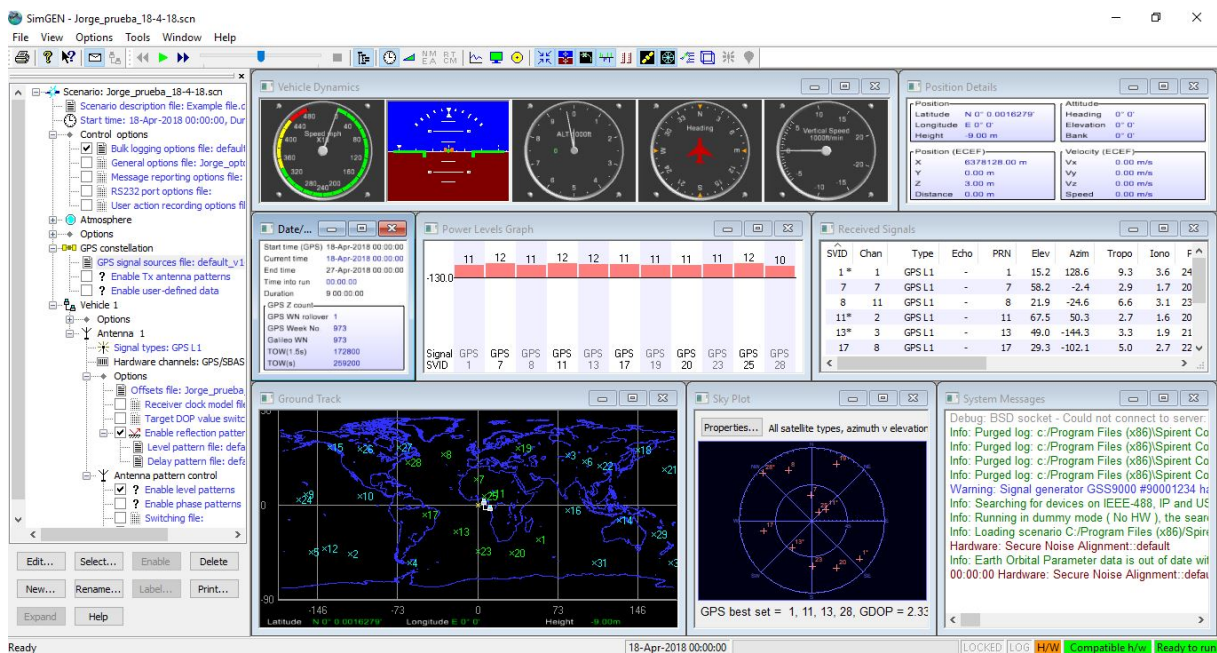 SimGEN - Jorge_prueba_18-4-18.scn
File View Options Tools Window Help
NM EA
RT CM
Scenario: Jorge_prueba_18-4-18.scn
Scenario description file: Example file.c
Start time: 18-Apr-2018 00:00:00, Dur
Control options
Bulk logging options file: default
General options file: Jorge_opto
Message reporting options file:
RS232 port options file:
User action recording options fil
Atmosphere
Options
GPS constellation
GPS signal sources file: default_v1
? Enable Tx antenna patterns
? Enable user-defined data
Vehicle 1
Options
Antenna 1
Signal types: GPS L1
Hardware channels: GPS/SBAS
Options
Offsets file: Jorge_prueba
Receiver clock model file
Target DOP value switc
Enable reflection patter
Level pattern file: defa
Delay pattern file: defa
Antenna pattern control
? Enable level patterns
? Enable phase patterns
Switching file:
Edit... Select... Enable Delete
New... Rename... Label... Print...
Expand Help
Vehicle Dynamics
Speed mph X10
ALT 1000ft
Heading
Vertical Speed 1000ft/min
Position Details
Position
Latitude N 0° 0.0016279'
Longitude E 0° 0'
Height -9.00 m
Attitude
Heading 0° 0'
Elevation 0° 0'
Bank 0° 0'
Position (ECEF)
X 6378128.00 m
Y 0.00 m
Z 3.00 m
Distance 0.00 m
Velocity (ECEF)
Vx 0.00 m/s
Vy 0.00 m/s
Vz 0.00 m/s
Speed 0.00 m/s
Date/...
Start time (GPS) 18-Apr-2018 00:00:00
Current time 18-Apr-2018 00:00:00
End time 27-Apr-2018 00:00:00
Time into run 00:00:00
Duration 9 00:00:00
GPS Z count
GPS WN rollover 1
GPS Week No. 973
Galileo WN 973
TOW(1.5s) 172800
TOW(s) 259200
Power Levels Graph
11 12 11 11 12 11 11 11 11 12 10
-130.0
Signal GPS GPS GPS GPS GPS GPS GPS GPS GPS GPS GPS
SVID 1 7 8 11 13 17 19 20 23 25 28
Received Signals
SVID Chan Type Echo PRN Elev Azim Tropo Iono
1* 1 GPS L1 - 1 15.2 128.6 9.3 3.6 24
7 7 GPS L1 - 7 58.2 -2.4 2.9 1.7 20
8 11 GPS L1 - 8 21.9 -24.6 6.6 3.1 23
11* 2 GPS L1 - 11 67.5 50.3 2.7 1.6 20
13* 3 GPS L1 - 13 49.0 -144.3 3.3 1.9 21
17 8 GPS L1 - 17 29.3 -102.1 5.0 2.7 22
Ground Track
-90
-146 -73 0 73 146
Latitude N 0° 0.0016279' Longitude E 0° 0' Height -9.00m
Sky Plot
Properties... All satellite types, azimuth v elevation
GPS best set = 1, 11, 13, 28, GDOP = 2.33
System Messages
Debug: BSD socket - Could not connect to server:
Info: Purged log: c:/Program Files (x86)\Spirent Co
Info: Purged log: c:/Program Files (x86)\Spirent Co
Info: Purged log: c:/Program Files (x86)\Spirent Co
Info: Purged log: c:/Program Files (x86)\Spirent Co
Warning: Signal generator GSS9000 #90001234 ha
Info: Searching for devices on IEEE-488, IP and US
Info: Running in dummy mode ( No HW ), the sear
Info: Loading scenario C:/Program Files (x86)/Spire
Hardware: Secure Noise Alignment::default
Info: Earth Orbital Parameter data is out of date wit
00:00:00 Hardware: Secure Noise Alignment::defau
Ready
18-Apr-2018 00:00:00
LOCKED LOG H/W Compatible h/w Ready to run